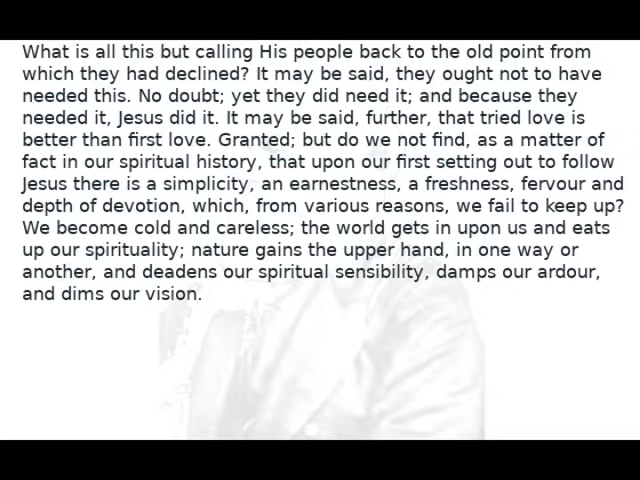 What is all this but calling His people back to the old point from
which they had declined? It may be said, they ought not to have
needed this. No doubt; yet they did need it; and because they
needed it, Jesus did it. It may be said, further, that tried love is
better than first love. Granted; but do we not find, as a matter of
fact in our spiritual history, that upon our first setting out to follow
Jesus there is a simplicity, an earnestness, a freshness, fervour and
depth of devotion, which, from various reasons, we fail to keep up?
We become cold and careless; the world gets in upon us and eats
up our spirituality; nature gains the upper hand, in one way or
another, and deadens our spiritual sensibility, damps our ardour,
and dims our vision.